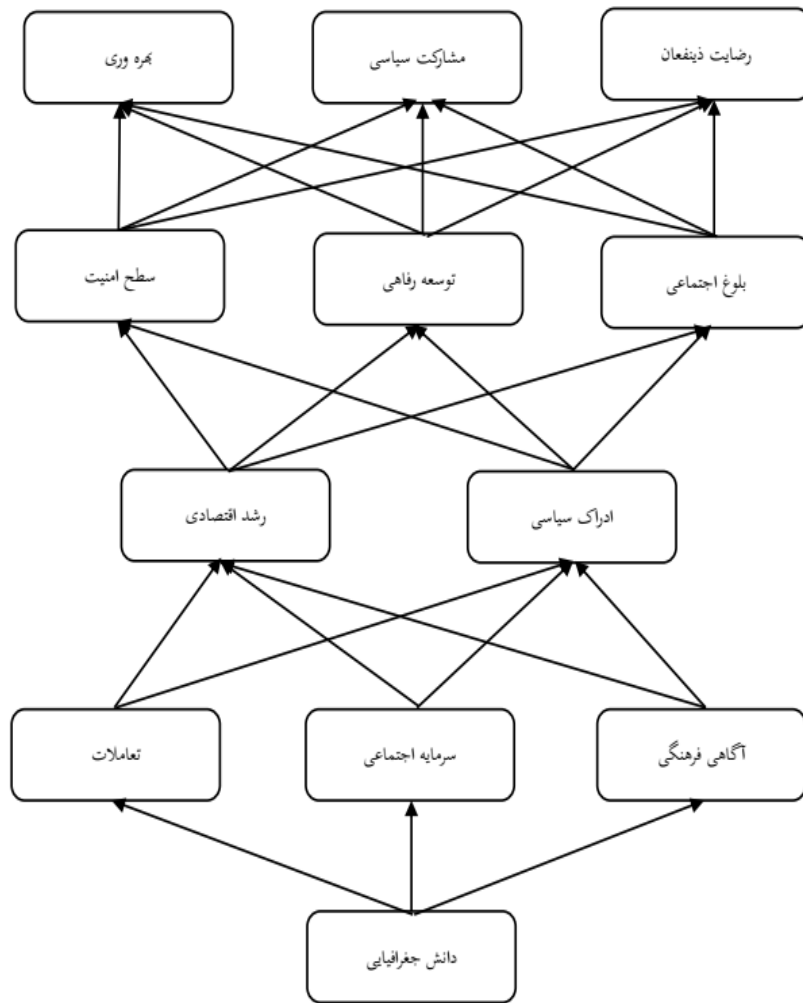 رضایت ذینفعان
مشارکت سیاسی
بهره وری
بلوغ اجتماعی
توسعه رفاهی
سطح امنیت
ادراک سیاسی
رشد اقتصادی
آگاهی فرهنگی
سرمایه اجتماعی
تعاملات
دانش جغرافیایی